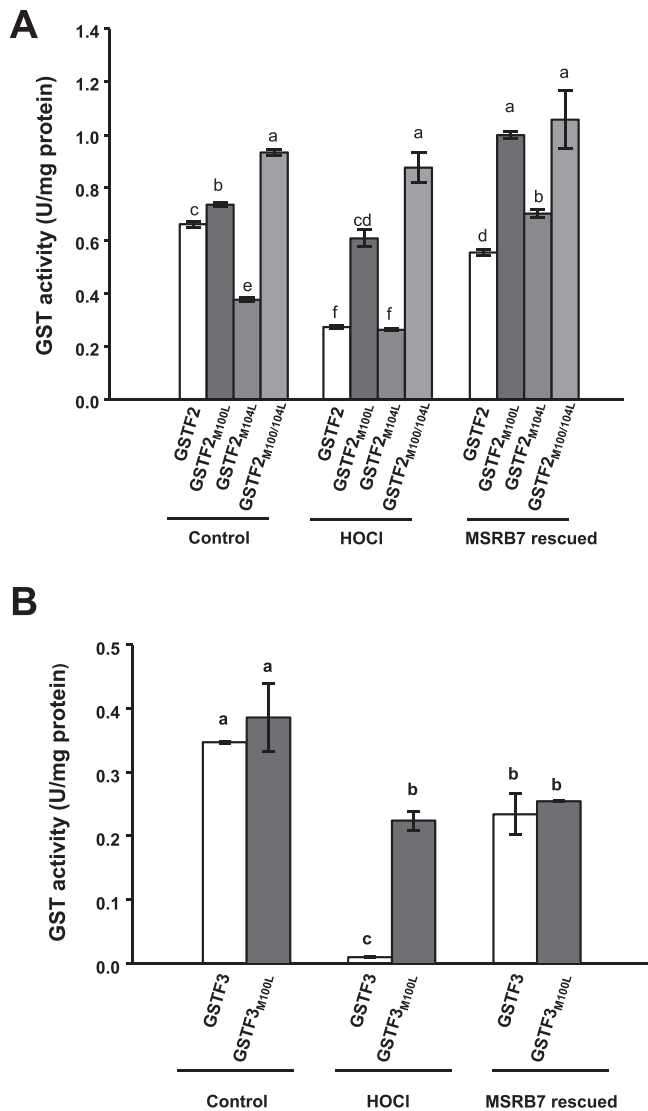 A
GST activity (U/mg protein)
1.4
1.2
1.0
0.8
0.6
0.4
0.2
0.0
c
b
e
a
f
cd
f
a
d
a
b
a
GSTF2
GSTF2M100L
GSTF2M104L
GSTF2M100/104L
GSTF2
GSTF2M100L
GSTF2M104L
GSTF2M100/104L
GSTF2
GSTF2M100L
GSTF2M104L
GSTF2M100/104L
Control
HOCl
MSRB7 rescued
B
GST activity (U/mg protein)
0.5
0.4
0.3
0.2
0.1
0.0
a
a
c
b
b
b
GSTF3
GSTF3M100L
GSTF3
GSTF3M100L
GSTF3
GSTF3M100L
Control
HOCl
MSRB7 rescued